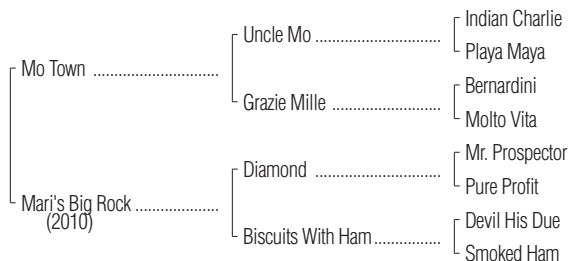 Indian Charlie
Uncle Mo
Playa Maya
Mo Town
Bernardini
Grazie Mille
Molto Vita
Mr. Prospector
Diamond
Pure Profit
Mari's Big Rock
(2010)
Devil His Due
Biscuits With Ham
Smoked Ham